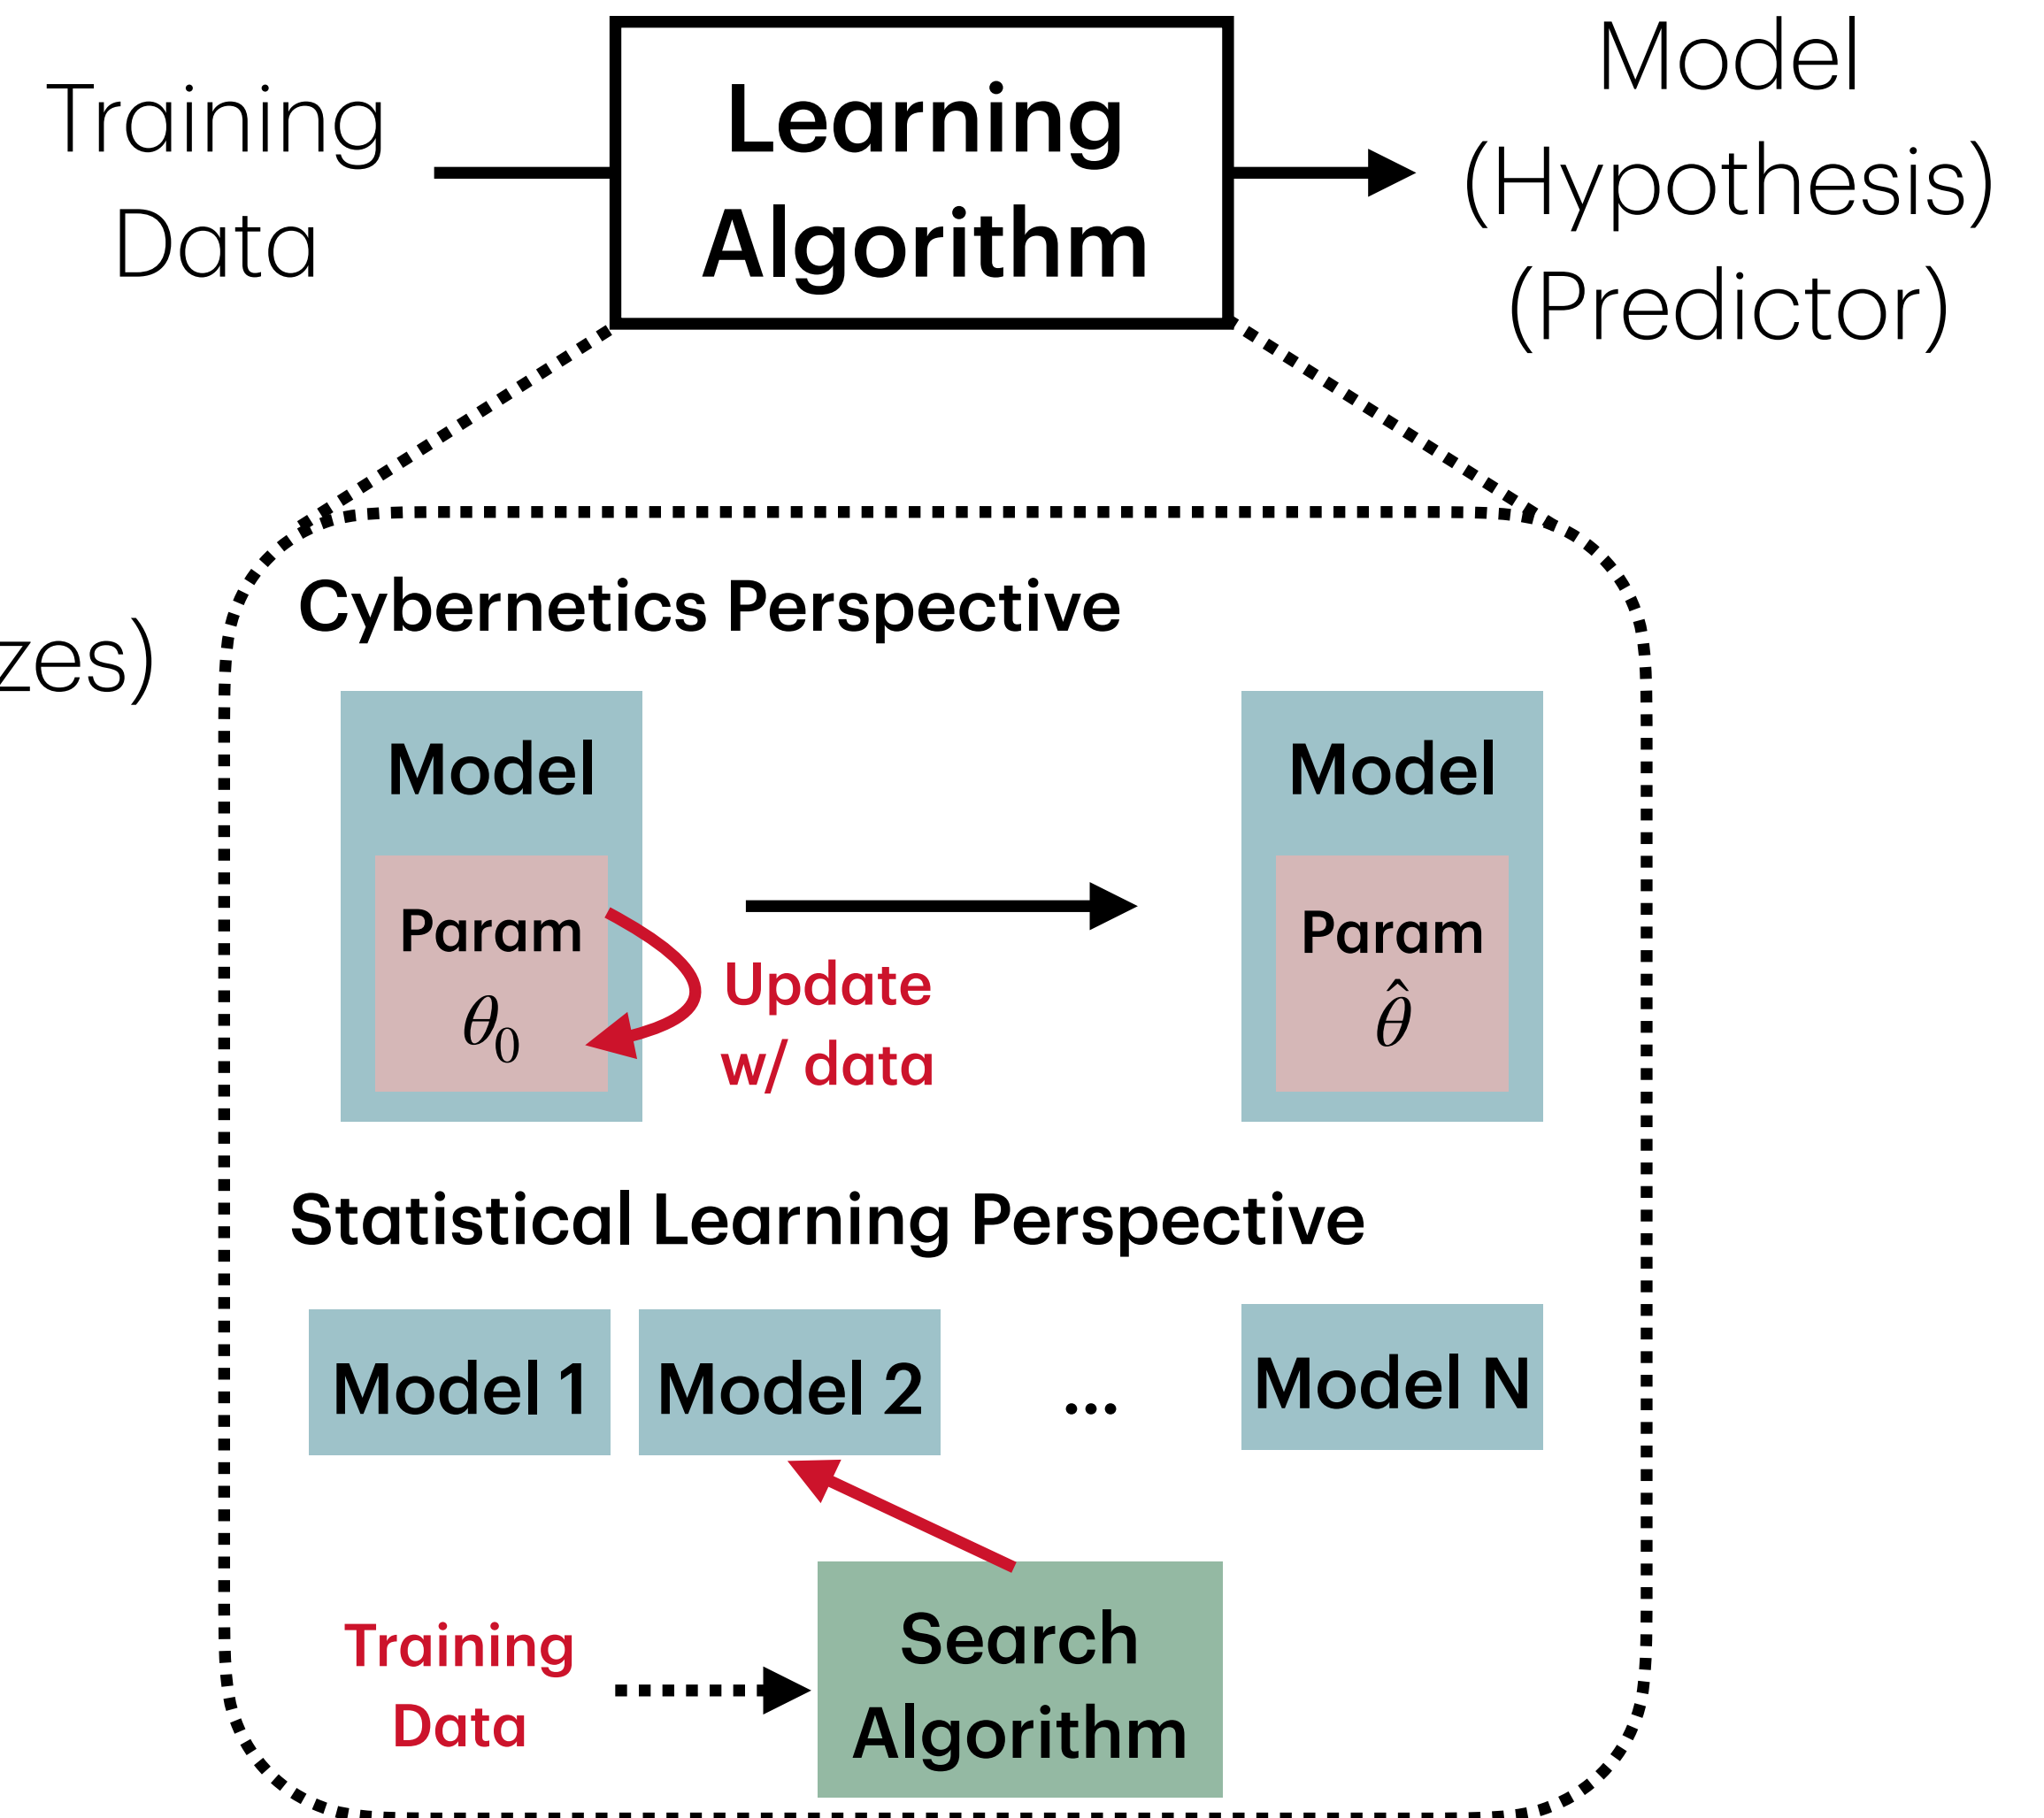 Training
Data
Learning
Algorithm
Model
(Hypothesis)
(Predictor)
zes)
Cybernetics Perspective
Model
Param
θ0
Update
w/ data
Model
Param
θ̂
Statistical Learning Perspective
Model 1
Model 2
...
Model N
Training
Data
Search
Algorithm